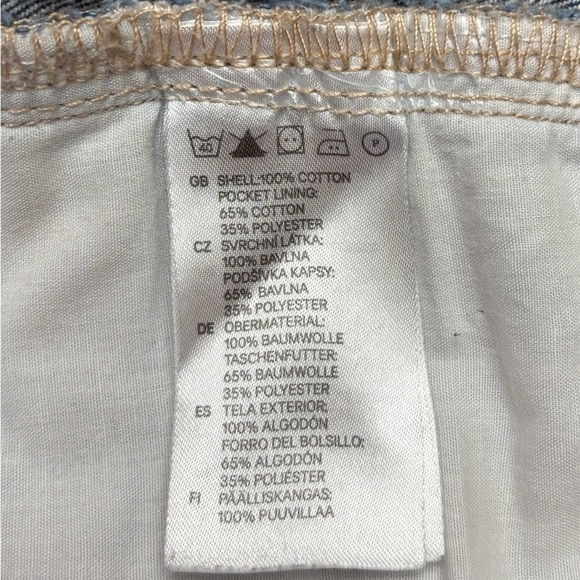 40 P
GB SHELL:100% COTTON
POCKET LINING:
65% COTTON
35% POLYESTER
CZ SVRCHNÍ LÁTKA:
100% BAVLNA
PODŠÍVKA KAPSY:
65% BAVLNA
35% POLYESTER
DE OBERMATERIAL:
100% BAUMWOLLE
TASCHENFUTTER:
65% BAUMWOLLE
35% POLYESTER
ES TELA EXTERIOR:
100% ALGODÓN
FORRO DEL BOLSILLO:
65% ALGODÓN
35% POLIÉSTER
FI PÄÄLLISKANGAS:
100% PUUVILLAA